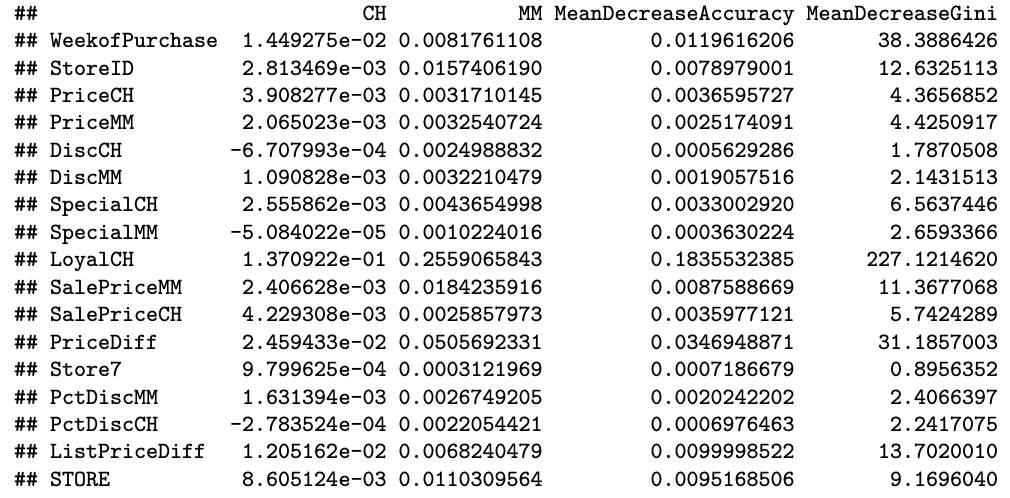 ##                          CH           MM MeanDecreaseAccuracy MeanDecreaseGini
## WeekofPurchase  1.449275e-02 0.0081761108         0.0119616206       38.3886426
## StoreID         2.813469e-03 0.0157406190         0.0078979001       12.6325113
## PriceCH         3.908277e-03 0.0031710145         0.0036595727        4.3656852
## PriceMM         2.065023e-03 0.0032540724         0.0025174091        4.4250917
## DiscCH         -6.707993e-04 0.0024988832         0.0005629286        1.7870508
## DiscMM          1.090828e-03 0.0032210479         0.0019057516        2.1431513
## SpecialCH       2.555862e-03 0.0043654998         0.0033002920        6.5637446
## SpecialMM      -5.084022e-05 0.0010224016         0.0003630224        2.6593366
## LoyalCH         1.370922e-01 0.2559065843         0.1835532385      227.1214620
## SalePriceMM     2.406628e-03 0.0184235916         0.0087588669       11.3677068
## SalePriceCH     4.229308e-03 0.0025857973         0.0035977121        5.7424289
## PriceDiff       2.459433e-02 0.0505692331         0.0346948871       31.1857003
## Store7          9.799625e-04 0.0003121969         0.0007186679        0.8956352
## PctDiscMM       1.631394e-03 0.0026749205         0.0020242202        2.4066397
## PctDiscCH      -2.783524e-04 0.0022054421         0.0006976463        2.2417075
## ListPriceDiff   1.205162e-02 0.0068240479         0.0099998522       13.7020010
## STORE           8.605124e-03 0.0110309564         0.0095168506        9.1696040